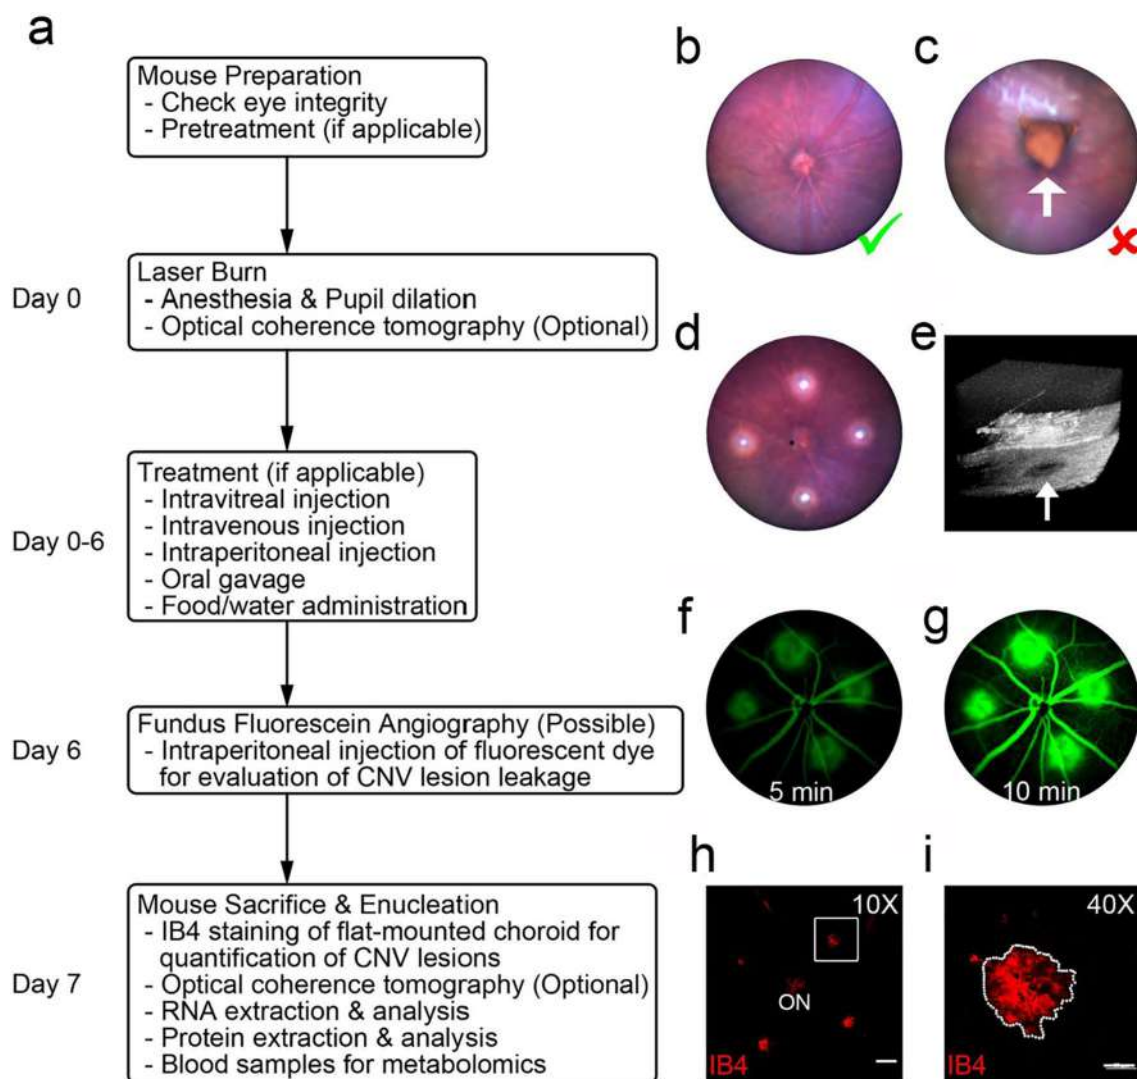 a
Mouse Preparation
- Check eye integrity
- Pretreatment (if applicable)
Day 0
Laser Burn
- Anesthesia & Pupil dilation
- Optical coherence tomography (Optional)
Day 0-6
Treatment (if applicable)
- Intravitreal injection
- Intravenous injection
- Intraperitoneal injection
- Oral gavage
- Food/water administration
Day 6
Fundus Fluorescein Angiography (Possible)
- Intraperitoneal injection of fluorescent dye
for evaluation of CNV lesion leakage
Day 7
Mouse Sacrifice & Enucleation
- IB4 staining of flat-mounted choroid for
quantification of CNV lesions
- Optical coherence tomography (Optional)
- RNA extraction & analysis
- Protein extraction & analysis
- Blood samples for metabolomics
b
c
d
e
f
5 min
g
10 min
h
10X
ON
IB4
i
40X
IB4